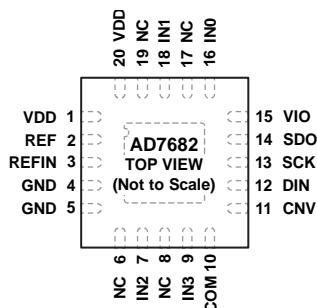 20 VDD
19 NC
18 IN1
17 NC
16 IN0
VDD 1
REF 2
REFIN 3
GND 4
GND 5
AD7682
TOP VIEW
(Not to Scale)
15 VIO
14 SDO
13 SCK
12 DIN
11 CNV
NC 6
IN2 7
NC 8
IN3 9
COM 10